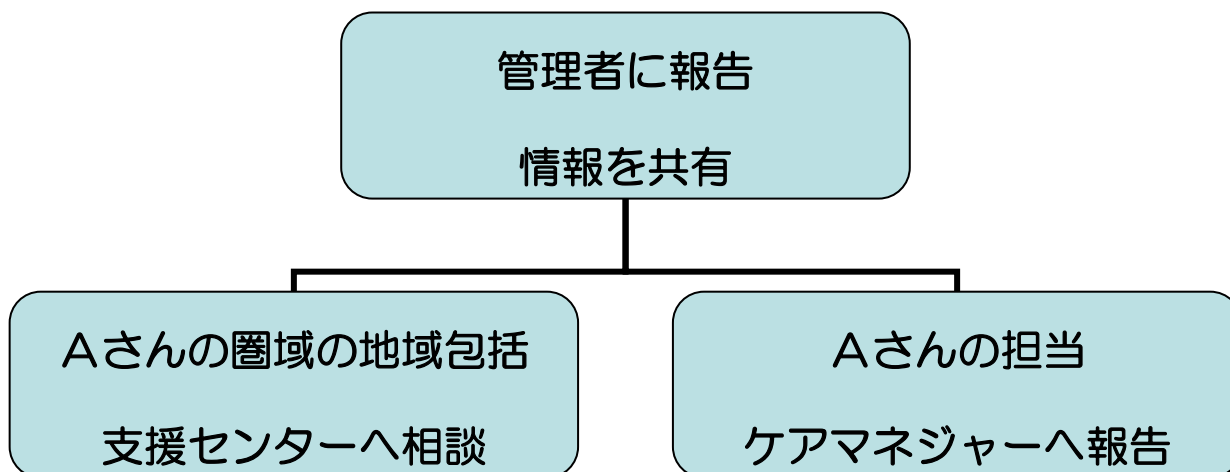 管理者に報告
情報を共有
Aさんの圏域の地域包括
支援センターへ相談
Aさんの担当
ケアマネジャーへ報告